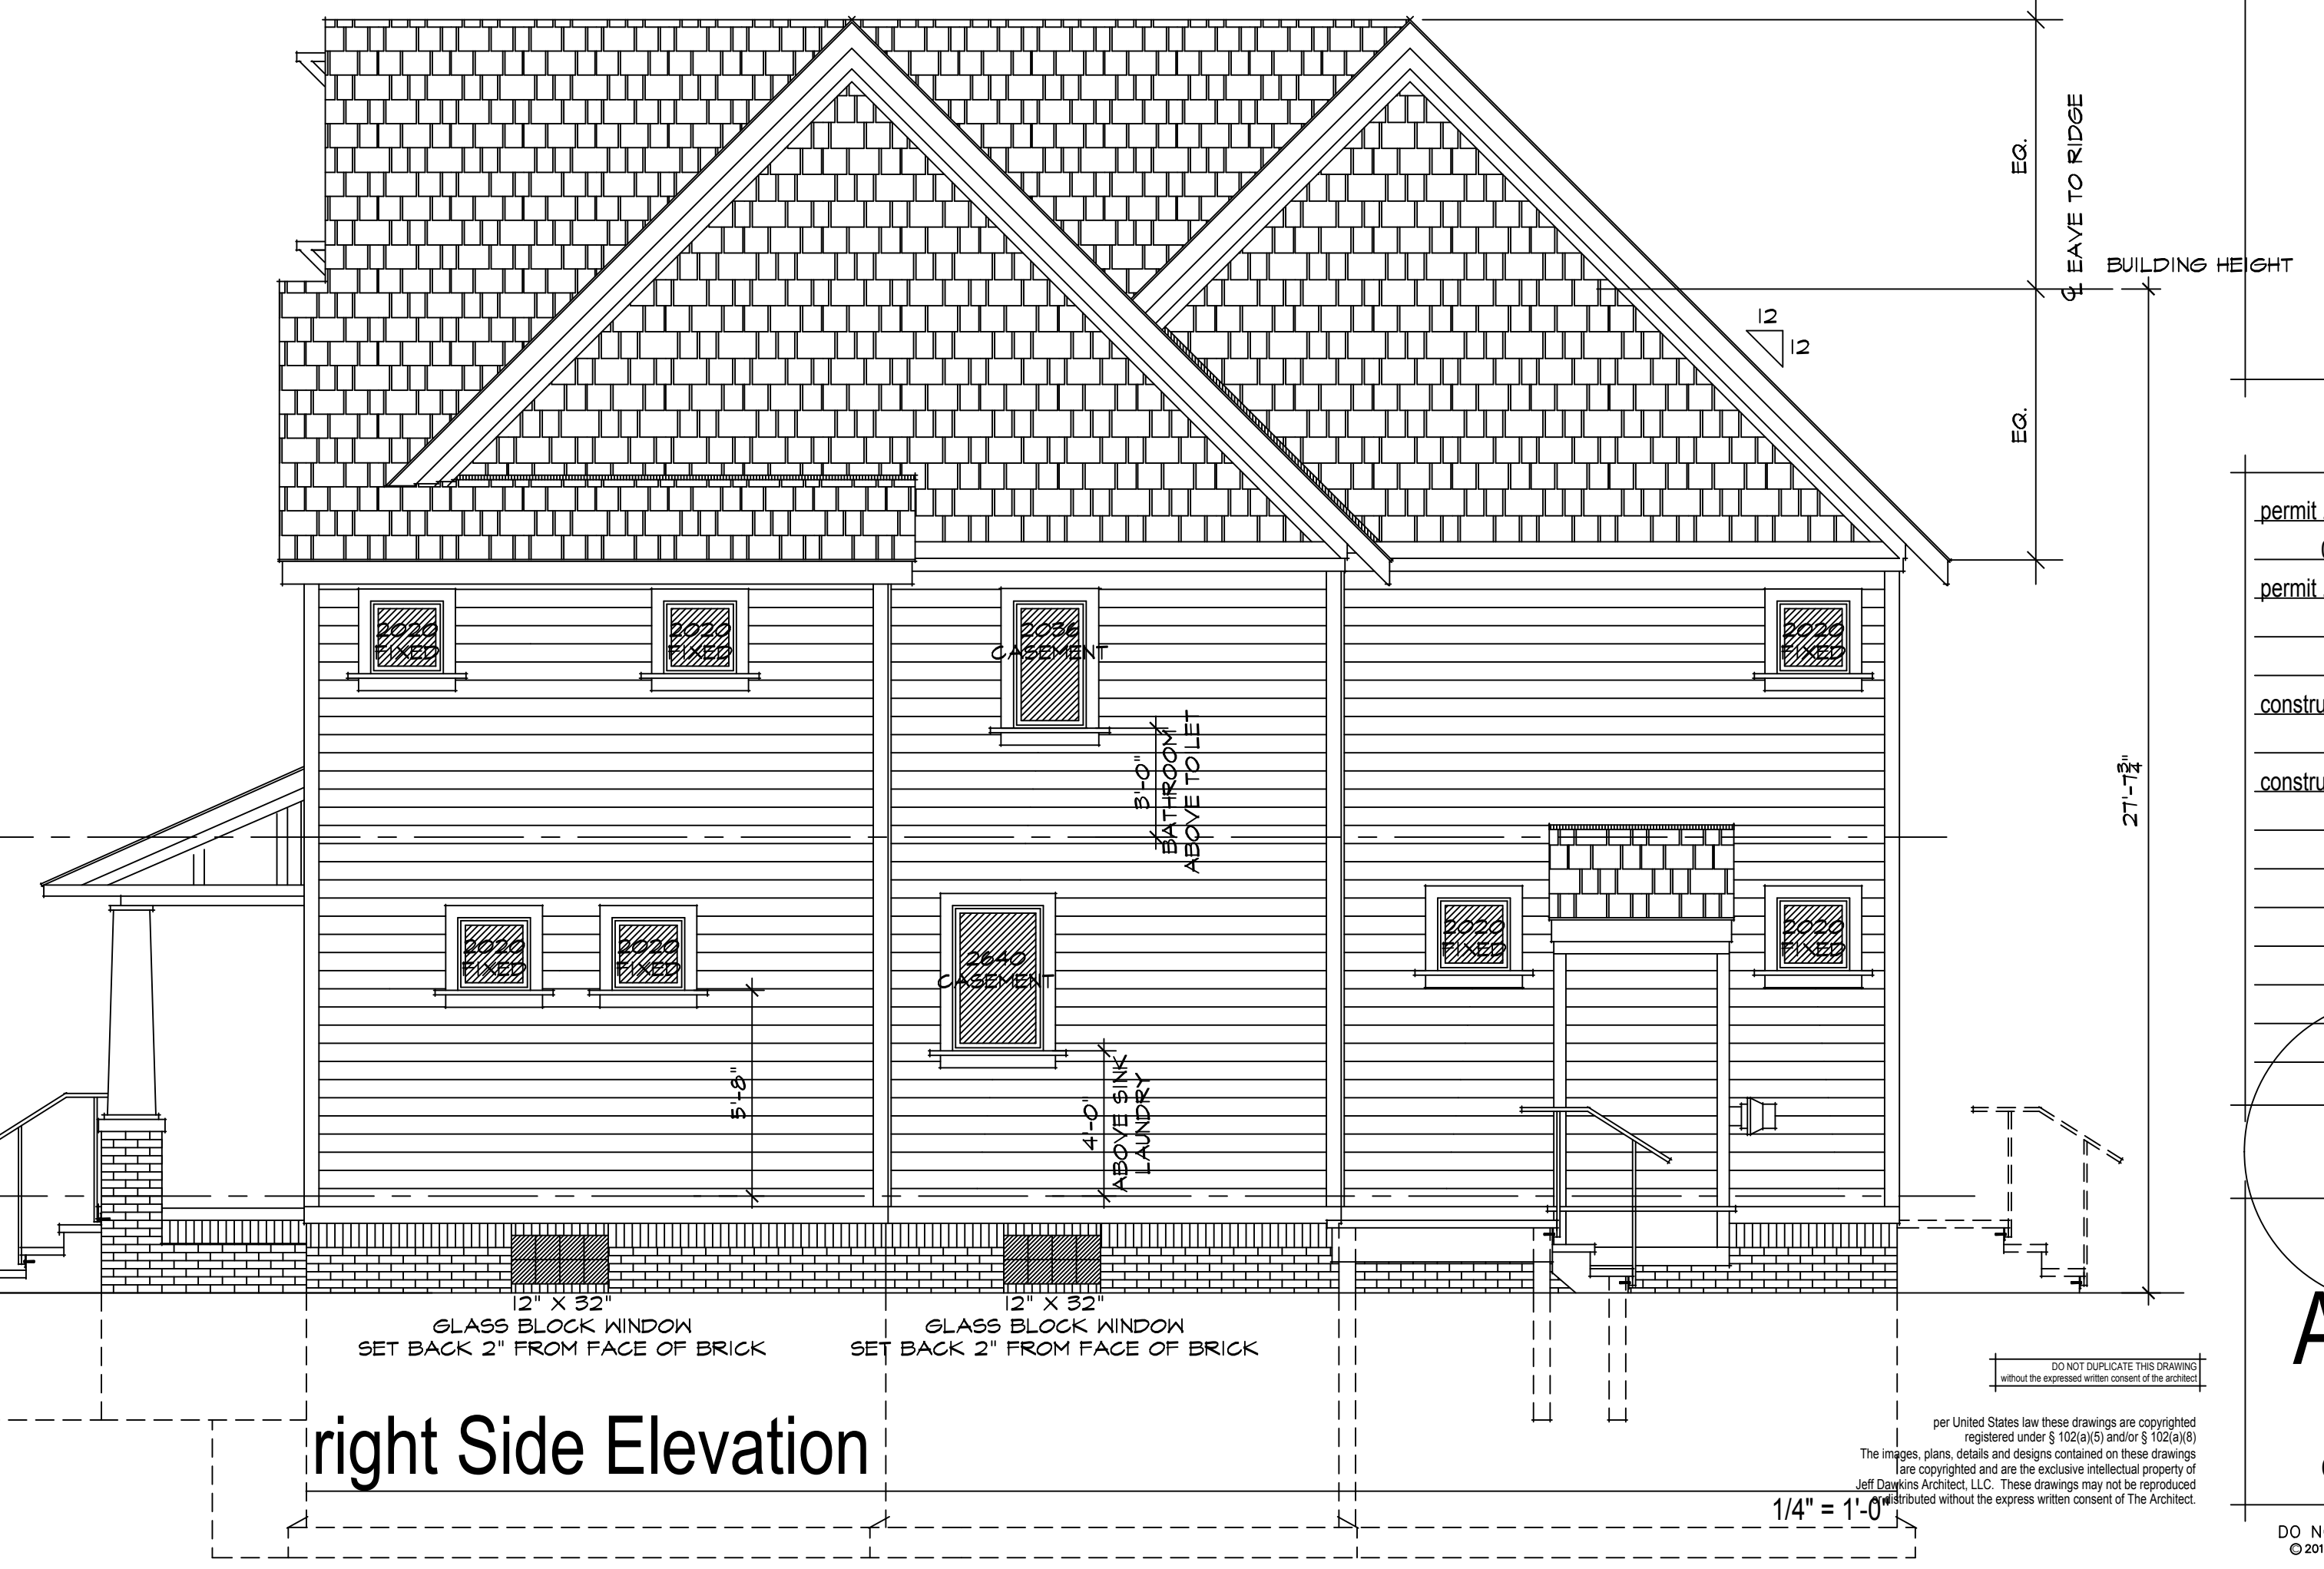 EQ.
℄ EAVE TO RIDGE
BUILDING HEIGHT
12
12
EQ.
permit
permit
constru
constru
2020
FIXED
2020
FIXED
2036
CASEMENT
2020
FIXED
3'-0"
BATHROOM
ABOVE TOILET
27'-7 3/4"
2020
FIXED
2020
FIXED
2640
CASEMENT
2020
FIXED
2020
FIXED
5'-8"
4'-0"
ABOVE SINK
LAUNDRY
12" X 32"
GLASS BLOCK WINDOW
SET BACK 2" FROM FACE OF BRICK
12" X 32"
GLASS BLOCK WINDOW
SET BACK 2" FROM FACE OF BRICK
A
DO NOT DUPLICATE THIS DRAWING
without the expressed written consent of the architect
right Side Elevation
per United States law these drawings are copyrighted
registered under § 102(a)(5) and/or § 102(a)(8)
The images, plans, details and designs contained on these drawings
are copyrighted and are the exclusive intellectual property of
Jeff Dawkins Architect, LLC. These drawings may not be reproduced
or distributed without the express written consent of The Architect.
1/4" = 1'-0"
DO N
© 201